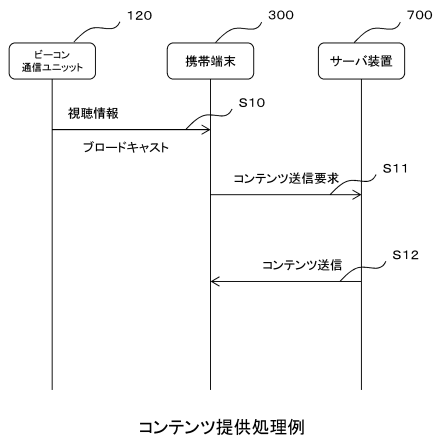 120
300
700
ビーコン
通信ユニット
携帯端末
サーバ装置
視聴情報
S10
ブロードキャスト
コンテンツ送信要求
S11
コンテンツ送信
S12
コンテンツ提供処理例